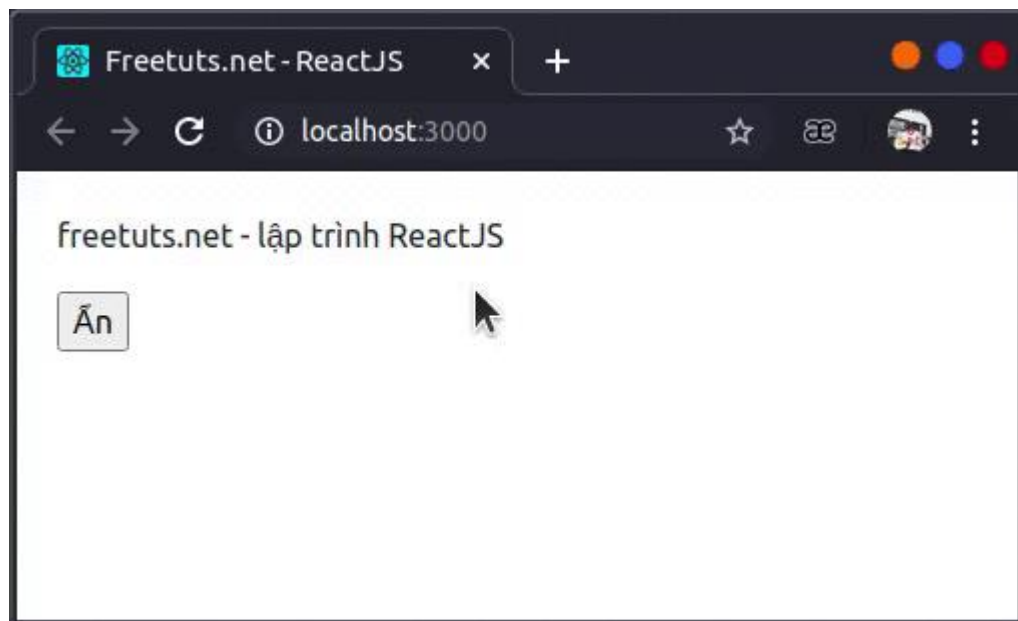 Freetuts.net - ReactJS
localhost:3000
æ
freetuts.net - lập trình ReactJS
Ẩn